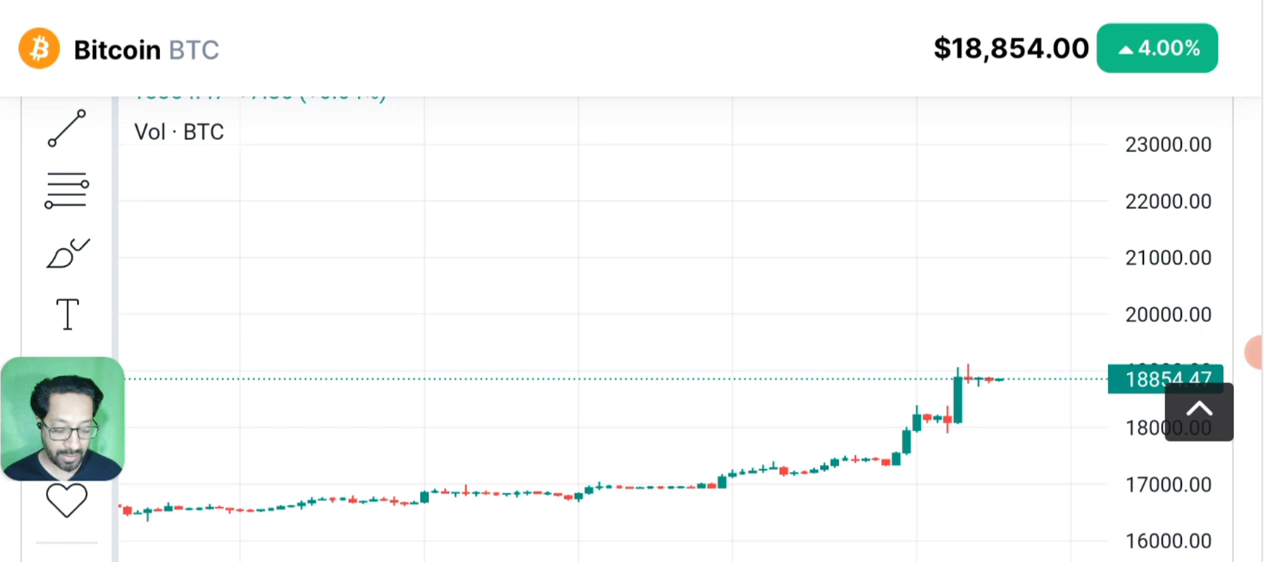 Bitcoin BTC
$18,854.00 ▲ 4.00%
Vol · BTC
23000.00
22000.00
21000.00
20000.00
18854.47
18000.00
17000.00
16000.00